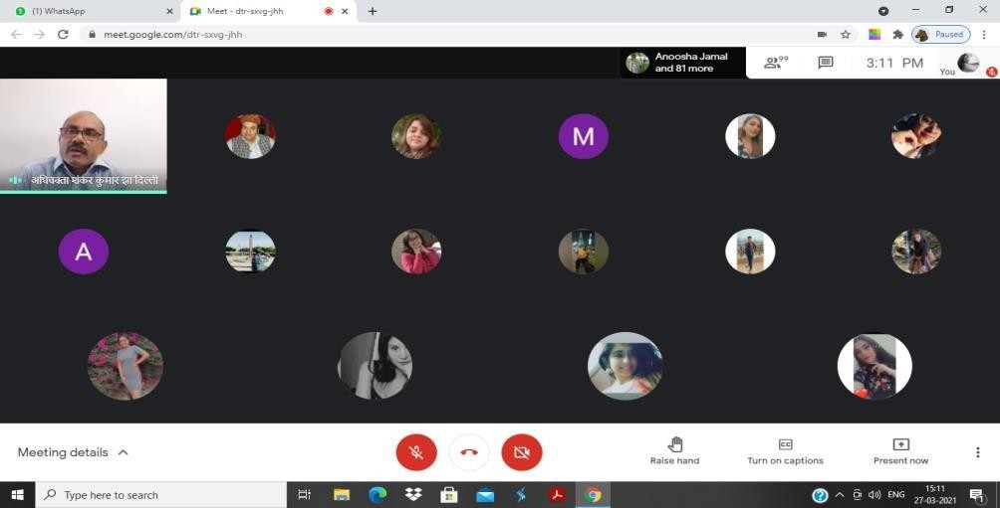 (1) WhatsApp
Meet - dtr-sxvg-jhh
meet.google.com/dtr-sxvg-jhh
Paused
Anoosha Jamal
and 81 more
99
3:11 PM
You
अधिवक्ता शंकर कुमार झा दिल्ली
M
A
Meeting details
Raise hand
Turn on captions
Present now
Type here to search
ENG
15:11
27-03-2021
1